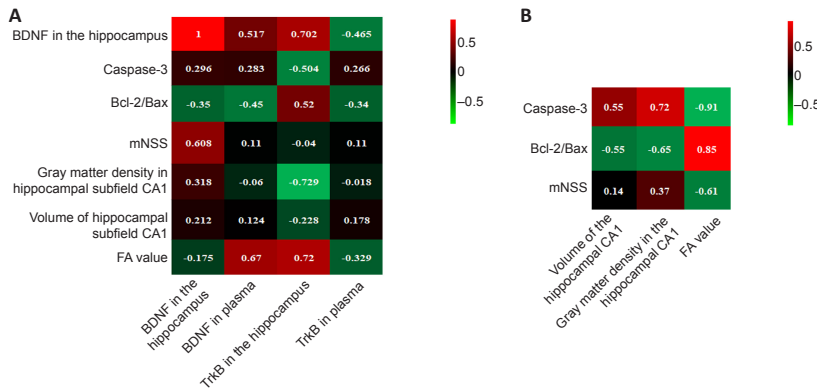 A
BDNF in the hippocampus
1 0.517 0.702 -0.465
Caspase-3
0.296 0.283 -0.504 0.266
Bcl-2/Bax
-0.35 -0.45 0.52 -0.34
mNSS
0.608 0.11 -0.04 0.11
Gray matter density in
hippocampal subfield CA1
0.318 -0.06 -0.729 -0.018
Volume of hippocampal
subfield CA1
0.212 0.124 -0.228 0.178
FA value
-0.175 0.67 0.72 -0.329
BDNF in the
hippocampus
BDNF in plasma
TrkB in the hippocampus
TrkB in plasma
0.5
0
–0.5
B
Caspase-3
0.55 0.72 -0.91
Bcl-2/Bax
-0.55 -0.65 0.85
mNSS
0.14 0.37 -0.61
Volume of the
hippocampal CA1
Gray matter density in the
hippocampal CA1
FA value
0.5
0
–0.5